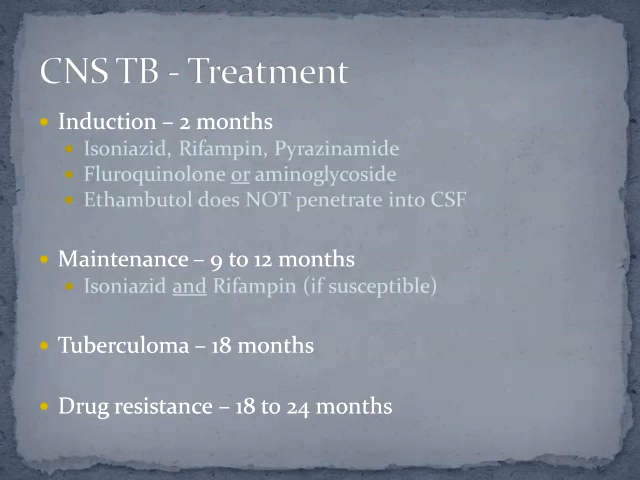 CNS TB - Treatment
Induction – 2 months
Isoniazid, Rifampin, Pyrazinamide
Fluroquinolone or aminoglycoside
Ethambutol does NOT penetrate into CSF
Maintenance – 9 to 12 months
Isoniazid and Rifampin (if susceptible)
Tuberculoma – 18 months
Drug resistance – 18 to 24 months